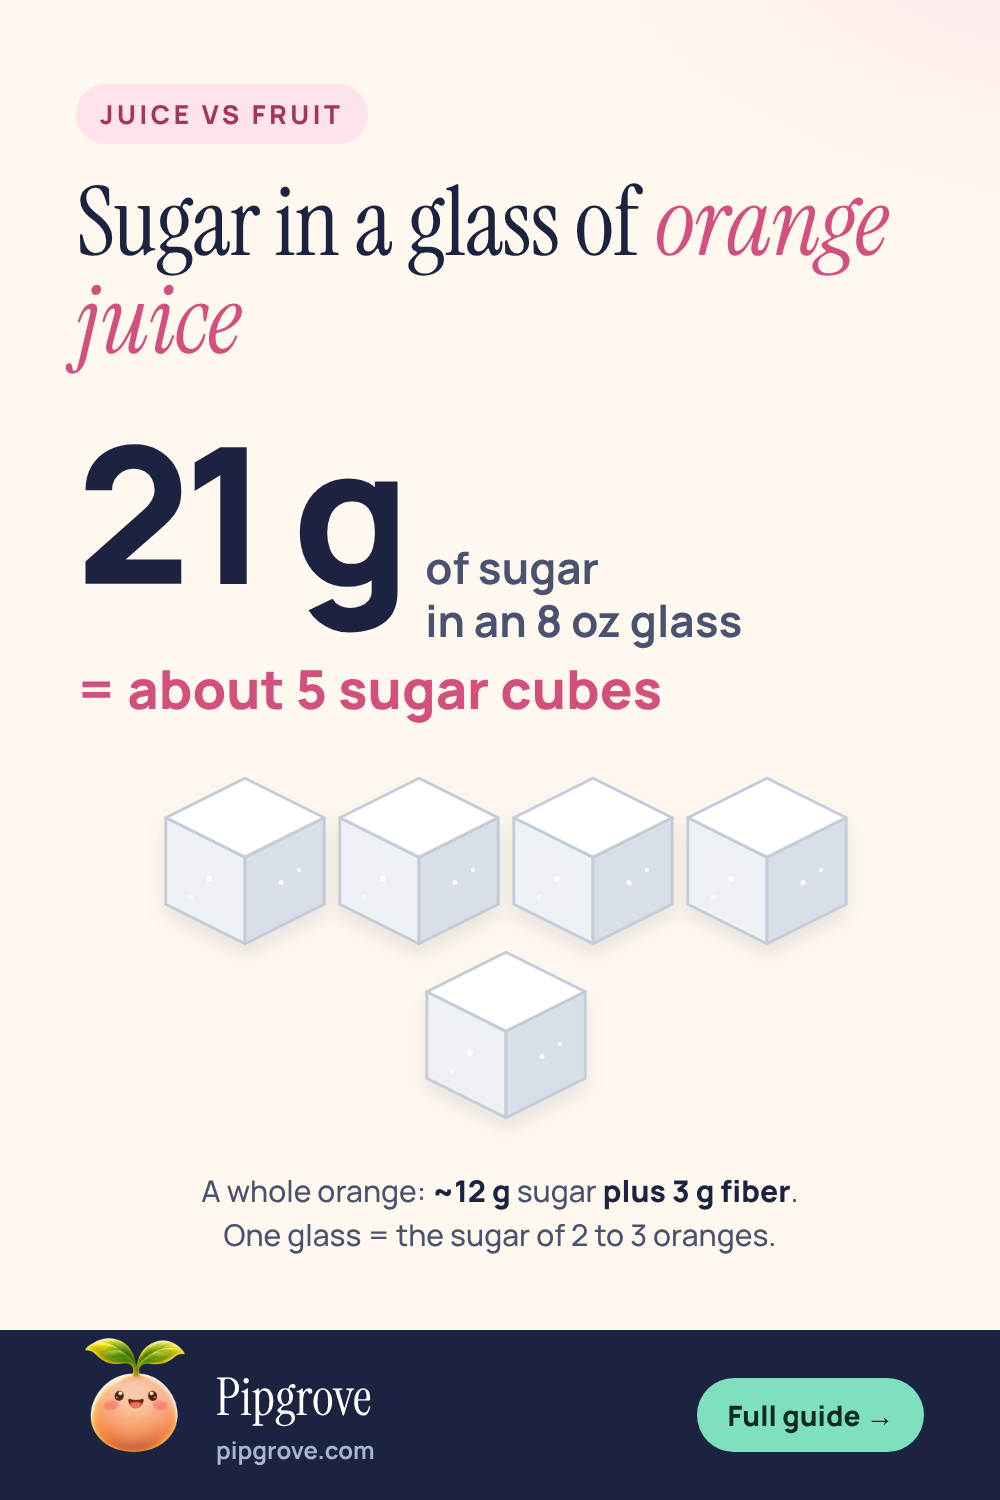 JUICE VS FRUIT
Sugar in a glass of orange
juice
21 g
of sugar
in an 8 oz glass
= about 5 sugar cubes
A whole orange: ~12 g sugar plus 3 g fiber.
One glass = the sugar of 2 to 3 oranges.
Pipgrove
pipgrove.com
Full guide →